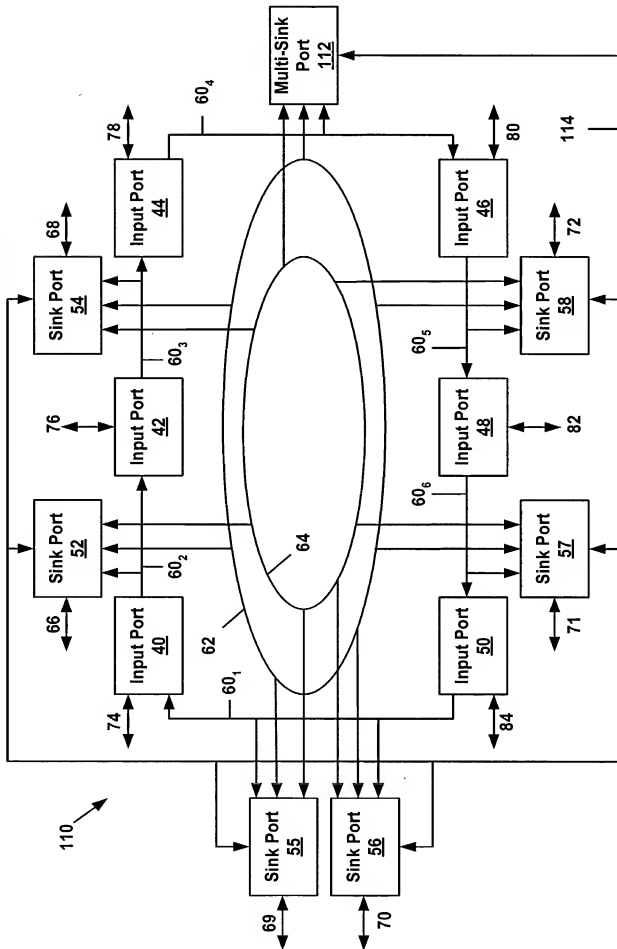 110
Multi-Sink
Port
112
114
60₄
78
80
Input Port
44
Input Port
46
68
72
Sink Port
54
Sink Port
58
60₃
60₅
76
Input Port
42
Input Port
48
82
60₆
Sink Port
52
Sink Port
57
60₂
64
66
71
62
Input Port
40
Input Port
50
60₁
74
84
Sink Port
55
Sink Port
56
69
70